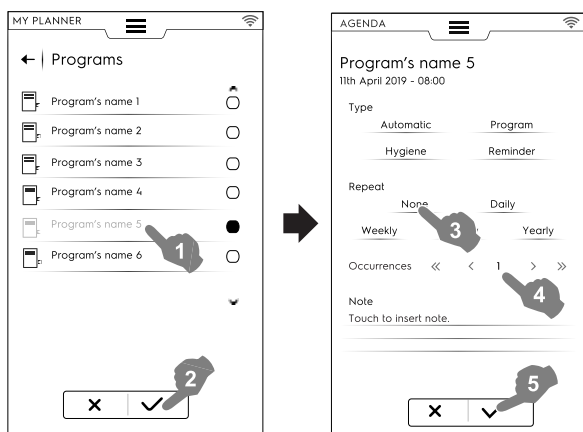 MY PLANNER
Programs
Program's name 1
Program's name 2
Program's name 3
Program's name 4
Program's name 5
Program's name 6
1
2
AGENDA
Program's name 5
11th April 2019 - 08:00
Type
Automatic Program
Hygiene Reminder
Repeat
None Daily
Weekly Yearly
3
Occurrences « < 1 > »
4
Note
Touch to insert note.
5